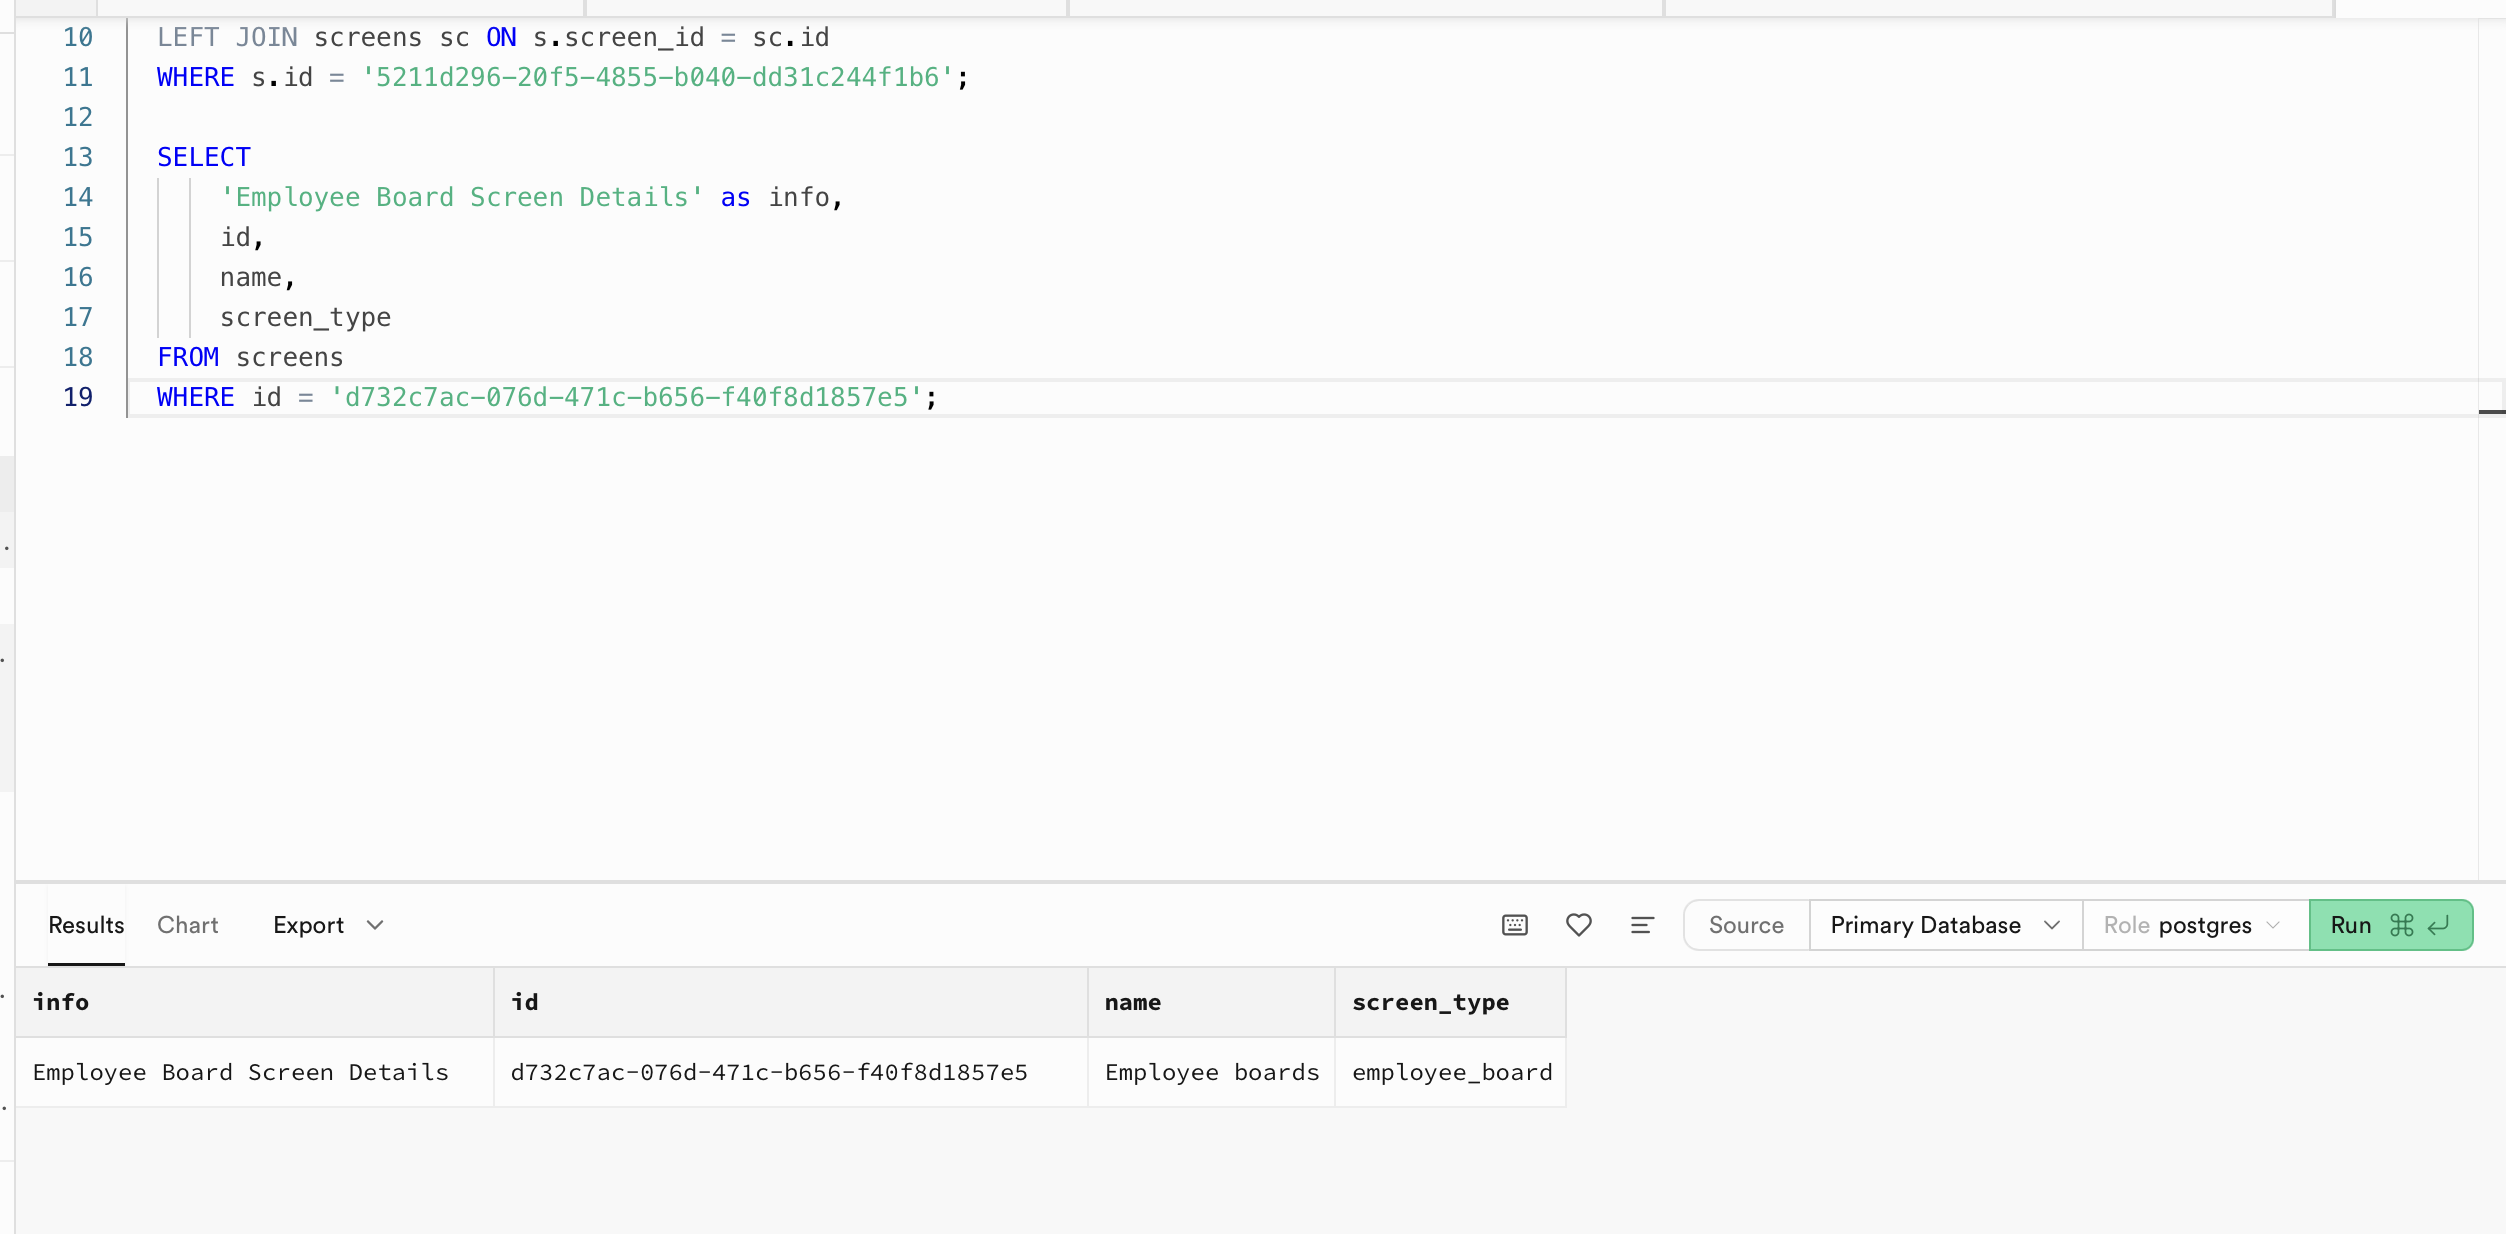 10 LEFT JOIN screens sc ON s.screen_id = sc.id
11 WHERE s.id = '5211d296-20f5-4855-b040-dd31c244f1b6';
12
13 SELECT
14 'Employee Board Screen Details' as info,
15 id,
16 name,
17 screen_type
18 FROM screens
19 WHERE id = 'd732c7ac-076d-471c-b656-f40f8d1857e5';
Results Chart Export Source Primary Database Role postgres Run ⌘ ↵
info id name screen_type
Employee Board Screen Details d732c7ac-076d-471c-b656-f40f8d1857e5 Employee boards employee_board